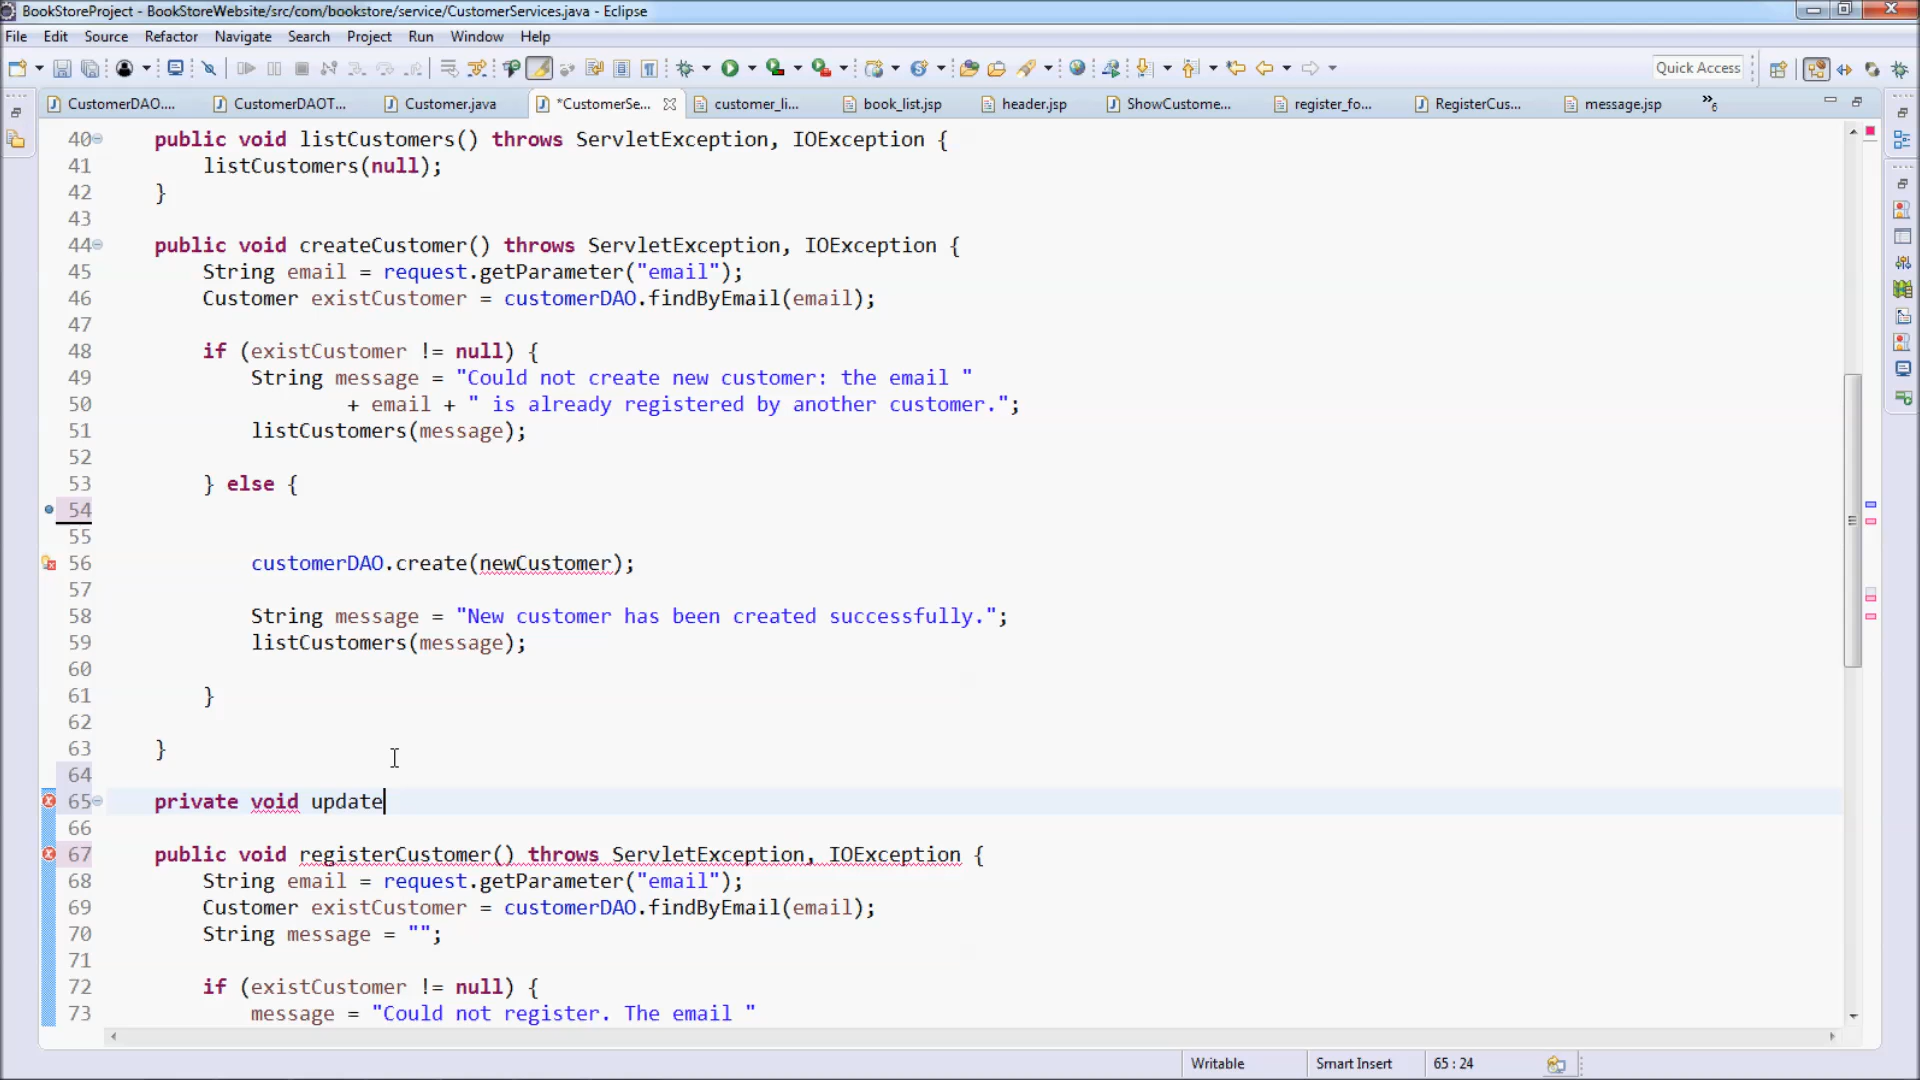 BookStoreProject - BookStoreWebsite/src/com/bookstore/service/CustomerServices.java - Eclipse
File Edit Source Refactor Navigate Search Project Run Window Help
Quick Access
CustomerDAO.... CustomerDAOT... Customer.java *CustomerSe... customer_li... book_list.jsp header.jsp ShowCustome... register_fo... RegisterCus... message.jsp »6
40 public void listCustomers() throws ServletException, IOException {
41 listCustomers(null);
42 }
43
44 public void createCustomer() throws ServletException, IOException {
45 String email = request.getParameter("email");
46 Customer existCustomer = customerDAO.findByEmail(email);
47
48 if (existCustomer != null) {
49 String message = "Could not create new customer: the email "
50 + email + " is already registered by another customer.";
51 listCustomers(message);
52
53 } else {
54
55
56 customerDAO.create(newCustomer);
57
58 String message = "New customer has been created successfully.";
59 listCustomers(message);
60
61 }
62
63 }
64
65 private void update
66
67 public void registerCustomer() throws ServletException, IOException {
68 String email = request.getParameter("email");
69 Customer existCustomer = customerDAO.findByEmail(email);
70 String message = "";
71
72 if (existCustomer != null) {
73 message = "Could not register. The email "
Writable Smart Insert 65 : 24